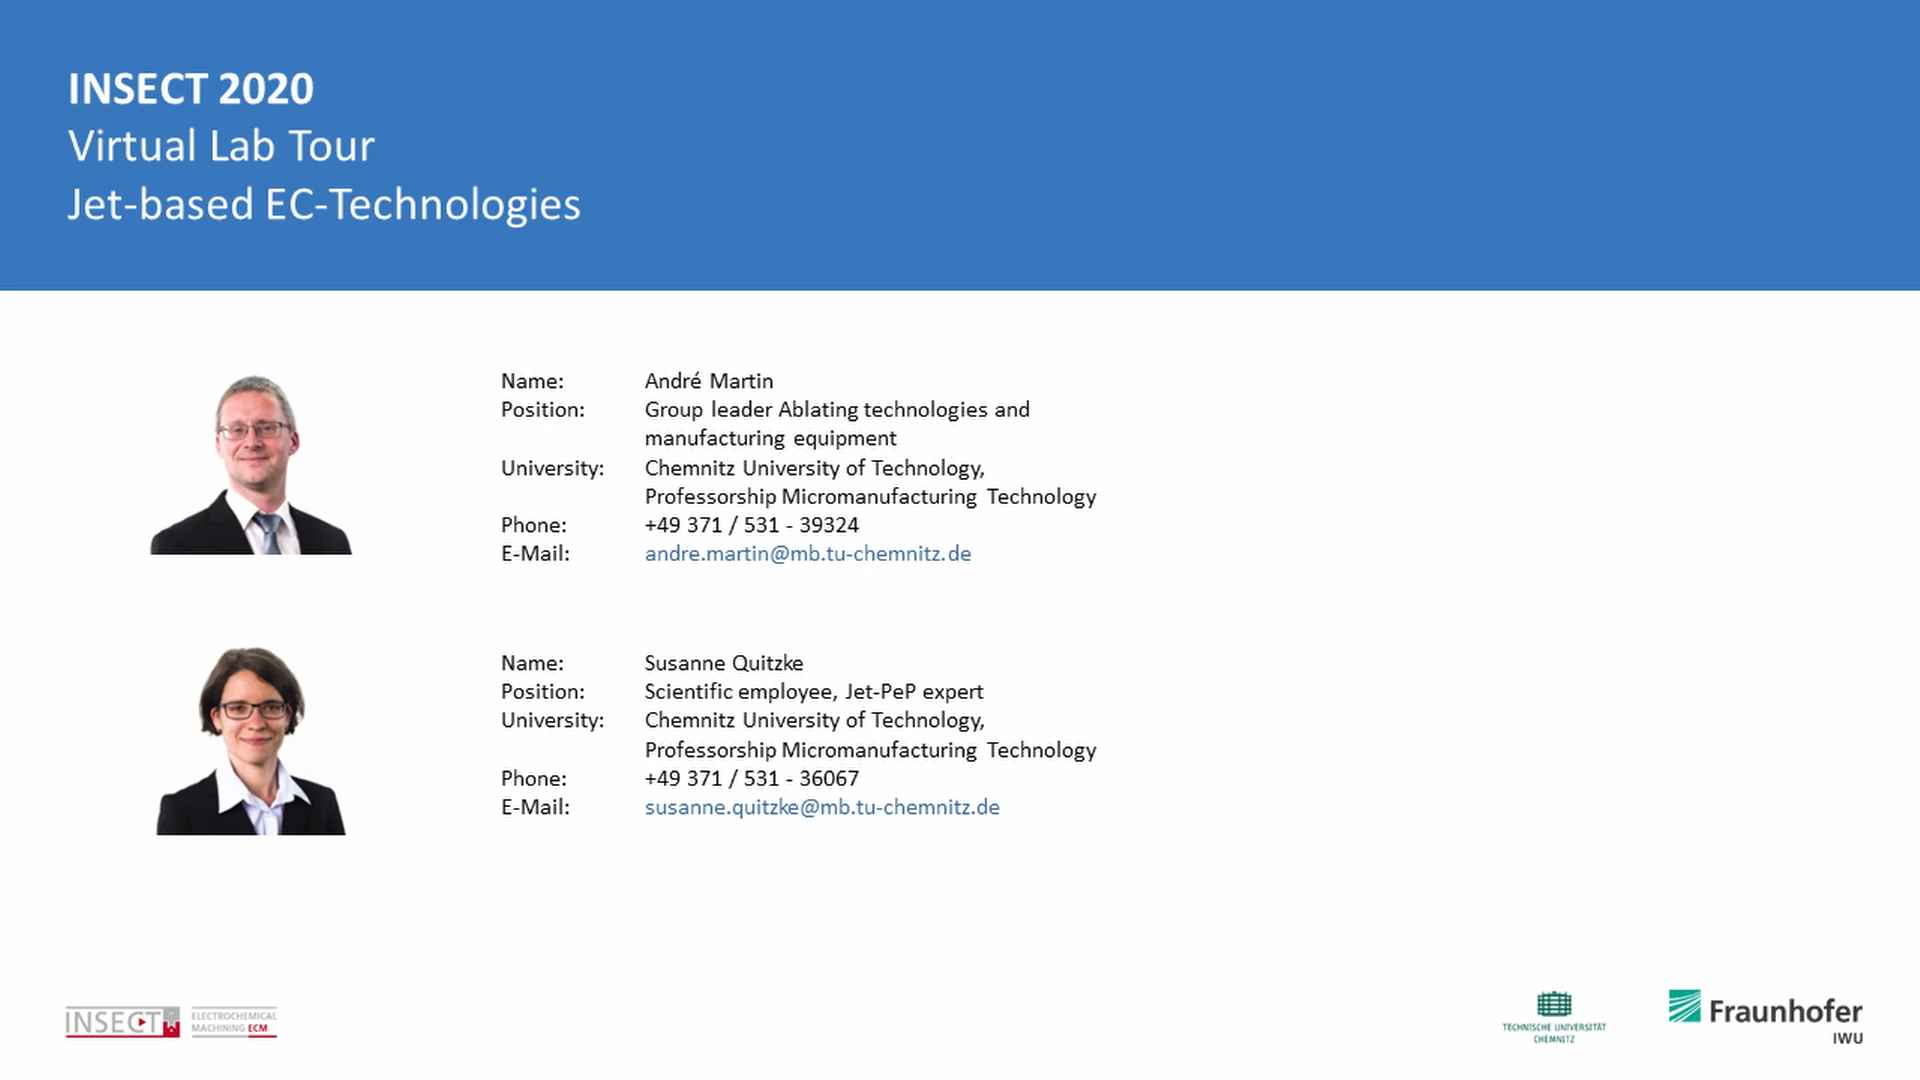 INSECT 2020
Virtual Lab Tour
Jet-based EC-Technologies
Name: André Martin
Position: Group leader Ablating technologies and
manufacturing equipment
University: Chemnitz University of Technology,
Professorship Micromanufacturing Technology
Phone: +49 371 / 531 - 39324
E-Mail: andre.martin@mb.tu-chemnitz.de
Name: Susanne Quitzke
Position: Scientific employee, Jet-PeP expert
University: Chemnitz University of Technology,
Professorship Micromanufacturing Technology
Phone: +49 371 / 531 - 36067
E-Mail: susanne.quitzke@mb.tu-chemnitz.de
INSECT
ELECTROCHEMICAL
MACHINING ECM
TECHNISCHE UNIVERSITÄT
CHEMNITZ
Fraunhofer
IWU